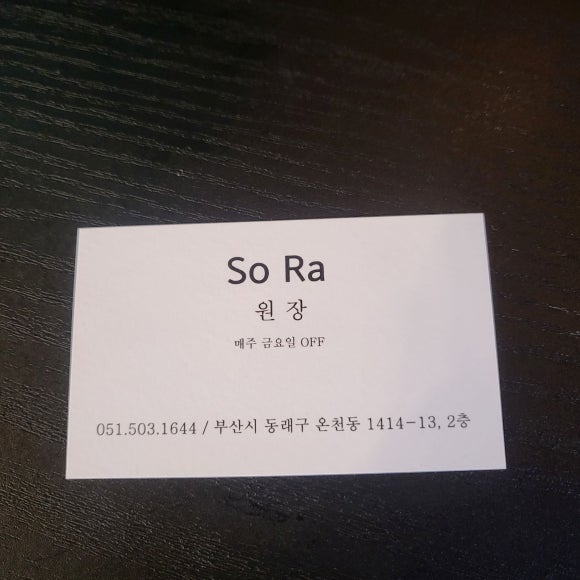 So Ra
원 장
매주 금요일 OFF
051.503.1644 / 부산시 동래구 온천동 1414-13, 2층